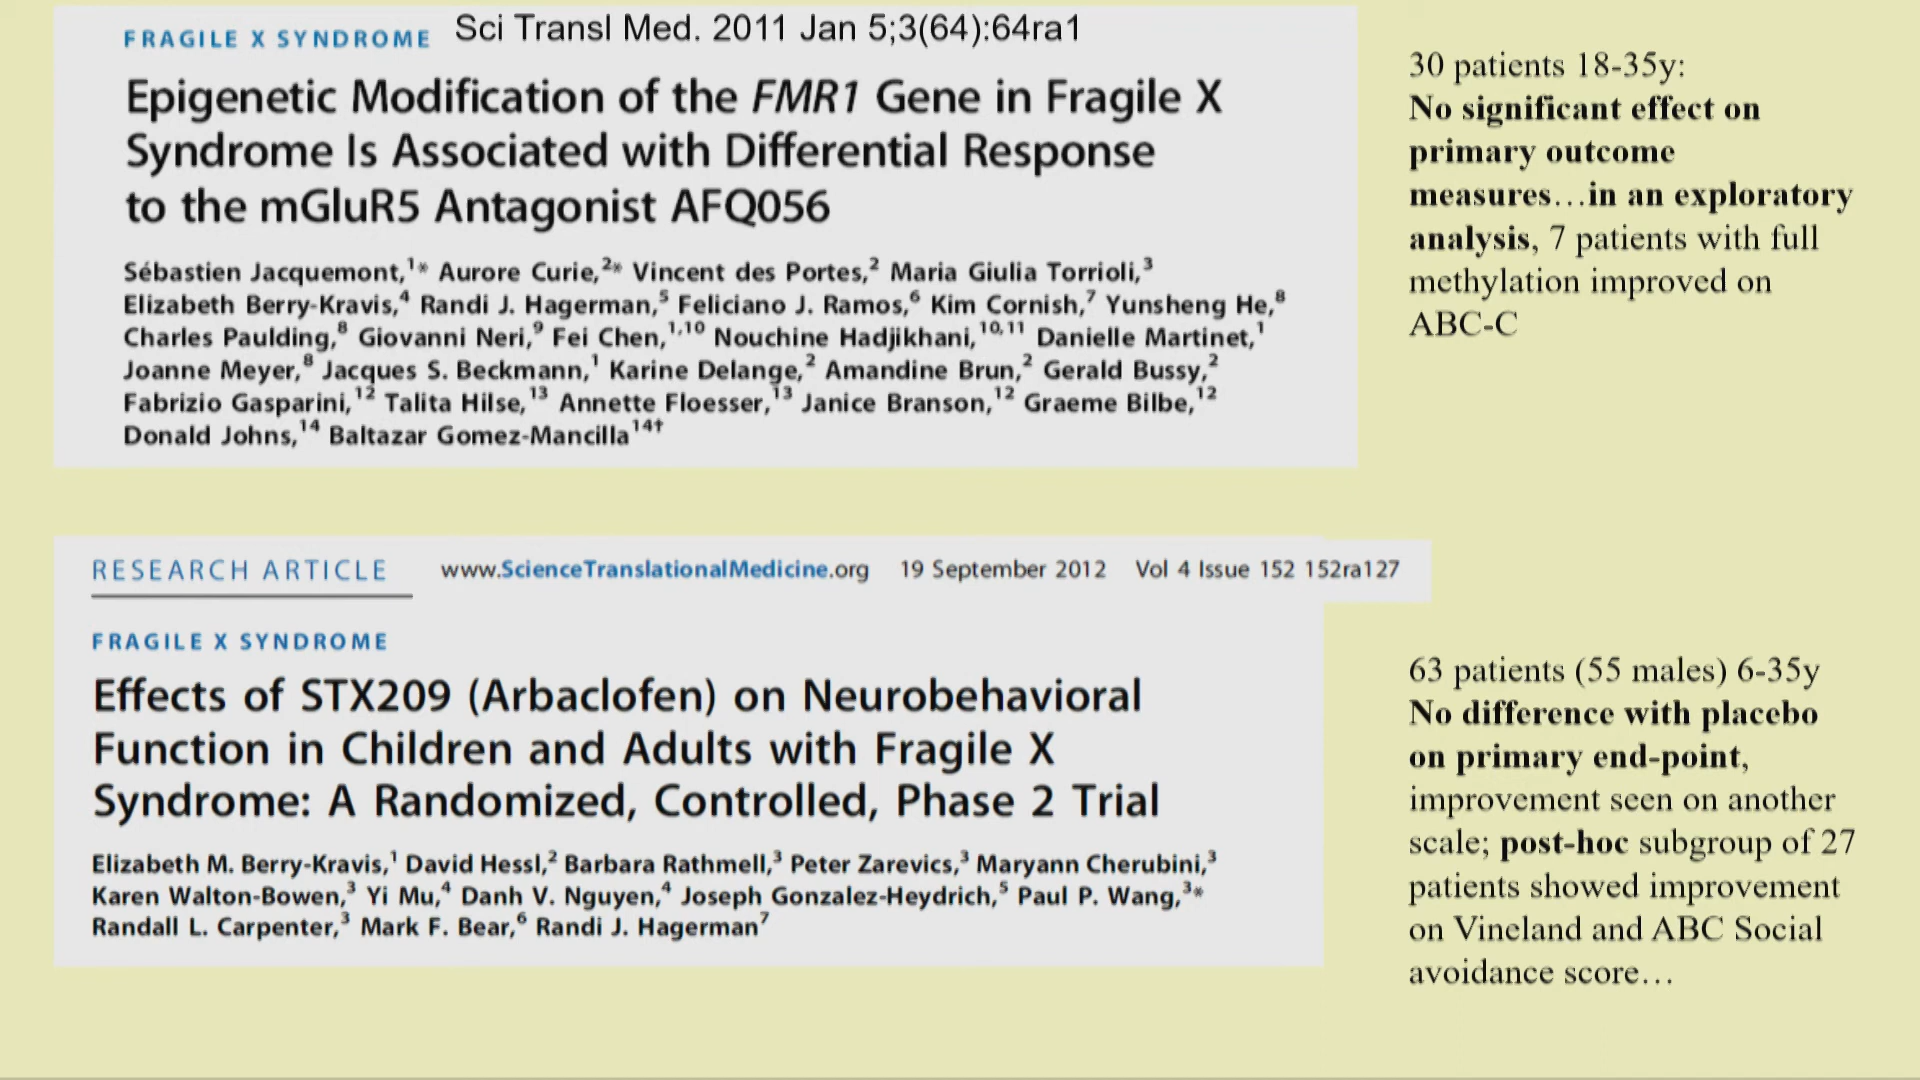 FRAGILE X SYNDROME Sci Transl Med. 2011 Jan 5;3(64):64ra1
Epigenetic Modification of the FMR1 Gene in Fragile X
Syndrome Is Associated with Differential Response
to the mGluR5 Antagonist AFQ056
Sébastien Jacquemont,1* Aurore Curie,2* Vincent des Portes,2 Maria Giulia Torrioli,3
Elizabeth Berry-Kravis,4 Randi J. Hagerman,5 Feliciano J. Ramos,6 Kim Cornish,7 Yunsheng He,8
Charles Paulding,8 Giovanni Neri,9 Fei Chen,1,10 Nouchine Hadjikhani,10,11 Danielle Martinet,1
Joanne Meyer,8 Jacques S. Beckmann,1 Karine Delange,2 Amandine Brun,2 Gerald Bussy,2
Fabrizio Gasparini,12 Talita Hilse,13 Annette Floesser,13 Janice Branson,12 Graeme Bilbe,12
Donald Johns,14 Baltazar Gomez-Mancilla14†
30 patients 18-35y:
No significant effect on
primary outcome
measures…in an exploratory
analysis, 7 patients with full
methylation improved on
ABC-C
RESEARCH ARTICLE www.ScienceTranslationalMedicine.org 19 September 2012 Vol 4 Issue 152 152ra127
FRAGILE X SYNDROME
Effects of STX209 (Arbaclofen) on Neurobehavioral
Function in Children and Adults with Fragile X
Syndrome: A Randomized, Controlled, Phase 2 Trial
Elizabeth M. Berry-Kravis,1 David Hessl,2 Barbara Rathmell,3 Peter Zarevics,3 Maryann Cherubini,3
Karen Walton-Bowen,3 Yi Mu,4 Danh V. Nguyen,4 Joseph Gonzalez-Heydrich,5 Paul P. Wang,3*
Randall L. Carpenter,3 Mark F. Bear,6 Randi J. Hagerman7
63 patients (55 males) 6-35y
No difference with placebo
on primary end-point,
improvement seen on another
scale; post-hoc subgroup of 27
patients showed improvement
on Vineland and ABC Social
avoidance score…